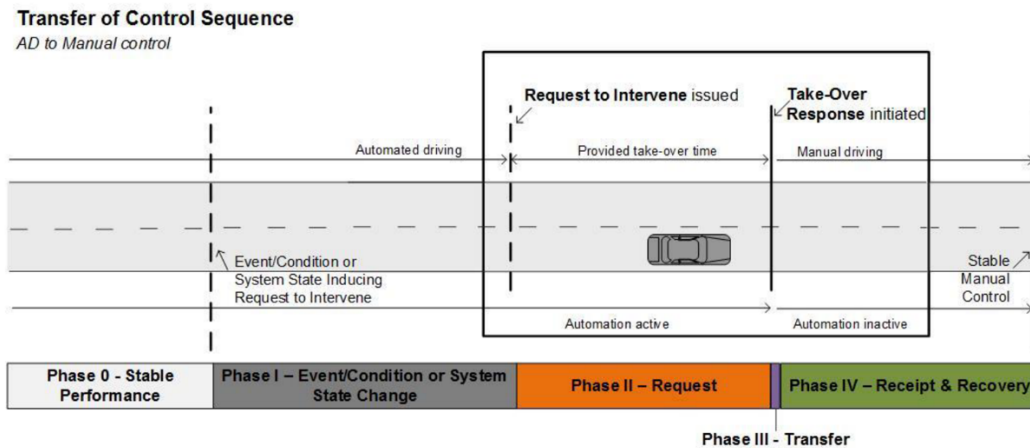 Transfer of Control Sequence
AD to Manual control
Request to Intervene issued
Take-Over
Response initiated
Automated driving
Provided take-over time
Manual driving
Event/Condition or
System State Inducing
Request to Intervene
Stable
Manual
Control
Automation active
Automation inactive
Phase 0 - Stable
Performance
Phase I – Event/Condition or System
State Change
Phase II – Request
Phase IV – Receipt & Recovery
Phase III - Transfer